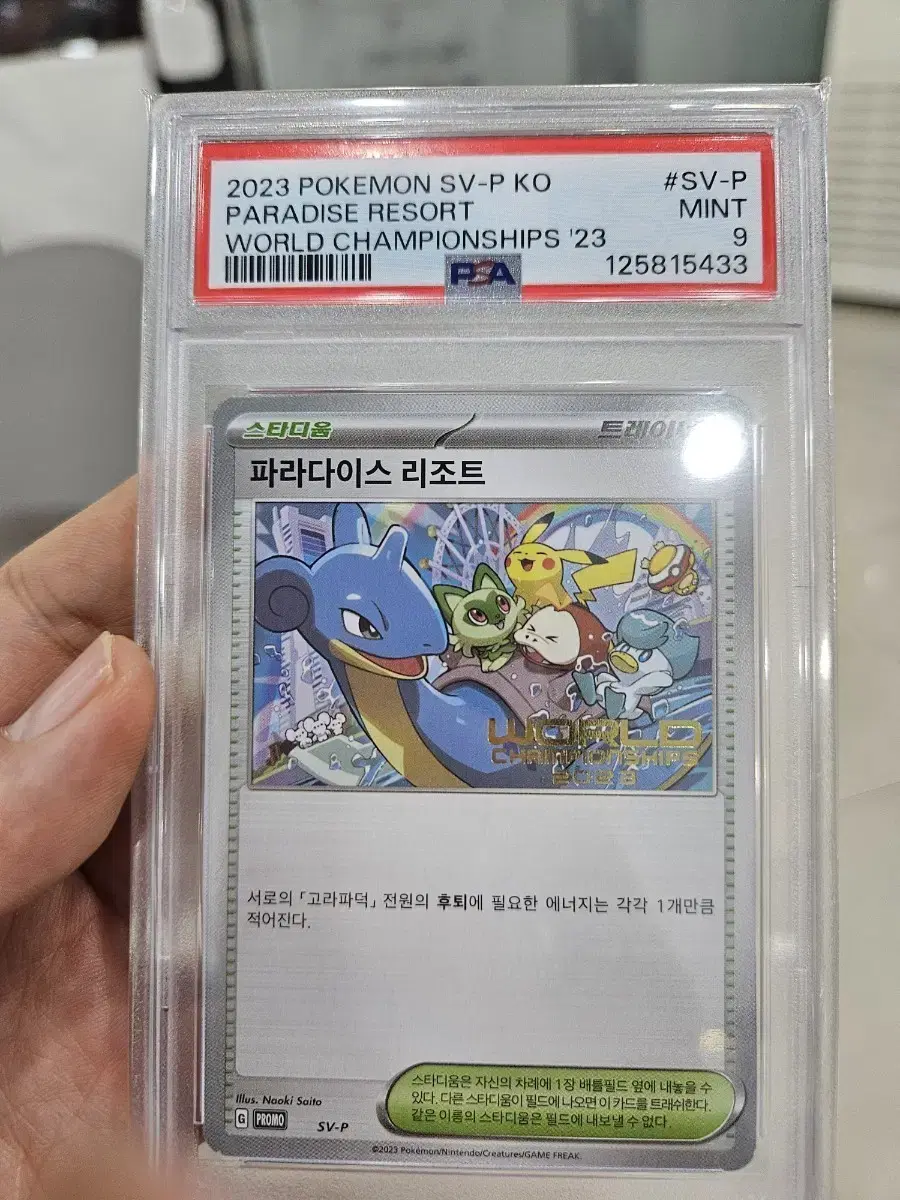 2023 POKEMON SV-P KO #SV-P
PARADISE RESORT MINT
WORLD CHAMPIONSHIPS '23 9
PSA 125815433
스타디움 트레이
파라다이스 리조트
WORLD
CHAMPIONSHIPS
2023
서로의 「고라파덕」 전원의 후퇴에 필요한 에너지는 각각 1개만큼
적어진다.
스타디움은 자신의 차례에 1장 배틀필드 옆에 내놓을 수
있다. 다른 스타디움이 필드에 나오면 이 카드를 트래쉬한다.
같은 이름의 스타디움은 필드에 내보낼 수 없다.
Illus. Naoki Saito
G PROMO SV-P
©2023 Pokémon/Nintendo/Creatures/GAME FREAK.